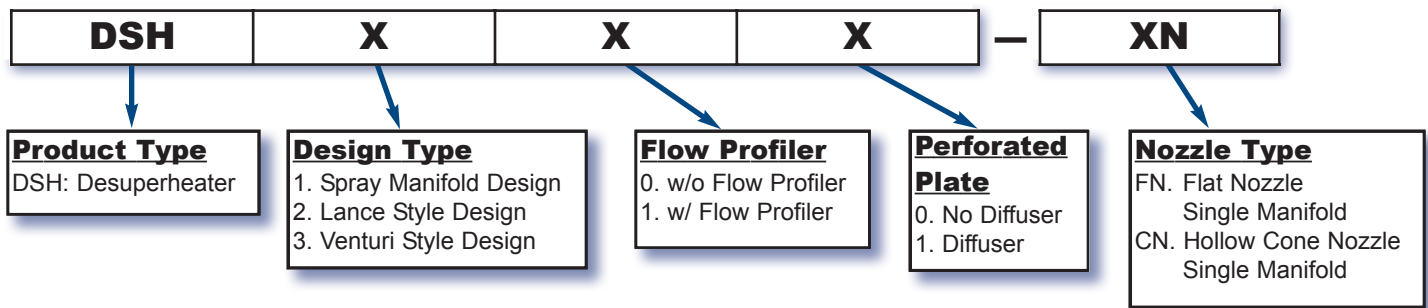 DSH X X X – XN
Product Type
DSH: Desuperheater
Design Type
1. Spray Manifold Design
2. Lance Style Design
3. Venturi Style Design
Flow Profiler
0. w/o Flow Profiler
1. w/ Flow Profiler
Perforated
Plate
0. No Diffuser
1. Diffuser
Nozzle Type
FN. Flat Nozzle
Single Manifold
CN. Hollow Cone Nozzle
Single Manifold